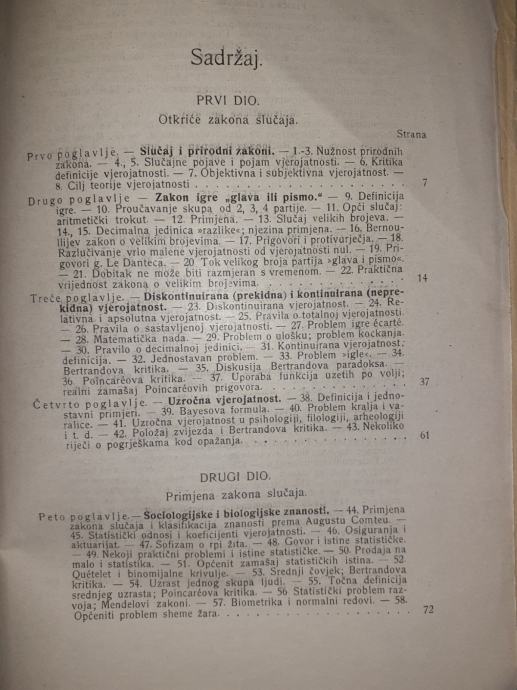 Sadržaj.
PRVI DIO.
Otkriće zakona slučaja.
Strana
Prvo poglavlje. — Slučaj i prirodni zakoni. — 1.-3. Nužnost prirodnih
zakona. — 4., 5. Slučajne pojave i pojam vjerojatnosti. — 6. Kritika
definicije vjerojatnosti. — 7. Objektivna i subjektivna vjerojatnost. —
8. Cilj teorije vjerojatnosti . . . . . . . . . . . . . . . . 7
Drugo poglavlje. — Zakon igre „glava ili pismo.” — 9. Definicija
igre. — 10. Proučavanje skupa od 2, 3, 4 partije. — 11. Opći slučaj:
aritmetički trokut. — 12. Primjena. — 13. Slučaj velikih brojeva. —
14., 15. Decimalna jedinica »razlike«; njezina primjena. — 16. Bernou-
llijev zakon o velikim brojevima. — 17. Prigovori i protivurječja. — 18.
Razlučivanje vrlo malene vjerojatnosti od vjerojatnosti nul. — 19. Pri-
govori g. Le Danteca. — 20 Tok velikog broja partija »glava i pismo«.
— 21. Dobitak ne može biti razmjeran s vremenom. — 22. Praktična
vrijednost zakona o velikim brojevima . . . . . . . . . . . . 14
Treće poglavlje. — Diskontinuirana (prekidna) i kontinuirana (nepre-
kidna) vjerojatnost. — 23. Diskontinuirana vjerojatnost. — 24. Re-
lativna i apsolutna vjerojatnost. — 25. Pravila o totalnoj vjerojatnosti.
— 26. Pravila o sastavljenoj vjerojatnosti. — 27. Problem igre écarté.
— 28. Matematička nada. — 29. Problem o ulošku; problem kockanja.
— 30. Pravilo o decimalnoj jedinici. — 31. Kontinuirana vjerojatnost;
definicija. — 32. Jednostavan problem. — 33. Problem »igle«. — 34.
Bertrandova kritika. — 35. Diskusija Bertrandova paradoksa. —
36. Poincaréova kritika. — 37. Uporaba funkcija uzetih po volji;
realni zamašaj Poincaréovih prigovora. . . . . . . . . . . . 37
Četvrto poglavlje. — Uzročna vjerojatnost. — 38. Definicija i jedno-
stavni primjeri. — 39. Bayesova formula. — 40. Problem kralja i va-
ralice. — 41. Uzročna vjerojatnost u psihologiji, filologiji, arheologiji
i t. d. — 42. Položaj zvijezda i Bertrandova kritika. — 43. Nekoliko
riječi o pogrješkama kod opažanja. . . . . . . . . . . . . 61
DRUGI DIO.
Primjena zakona slučaja.
Peto poglavlje. — Sociologijske i biologijske znanosti. — 44. Primjena
zakona slučaja i klasifikacija znanosti prema Augustu Comteu. —
45. Statistički odnosi i koeficijenti vjerojatnosti. — 46. Osiguranja i
aktuarijat. — 47. Sofizam o rpi žita. — 48. Govor i istine statističke.
— 49. Nekoji praktični problemi i istine statističke. — 50. Prodaja na
malo i statistika. — 51. Općenit zamašaj statističkih istina. — 52.
Quételet i binomijalne krivulje. — 53. Srednji čovjek; Bertrandova
kritika. — 54. Uzrast jednog skupa ljudi. — 55. Točna definicija
srednjeg uzrasta; Poincaréova kritika. — 56 Statistički problem raz-
voja; Mendelovi zakoni. — 57. Biometrika i normalni redovi. — 58.
Općeniti problem sheme žara. . . . . . . . . . . . . . . 72